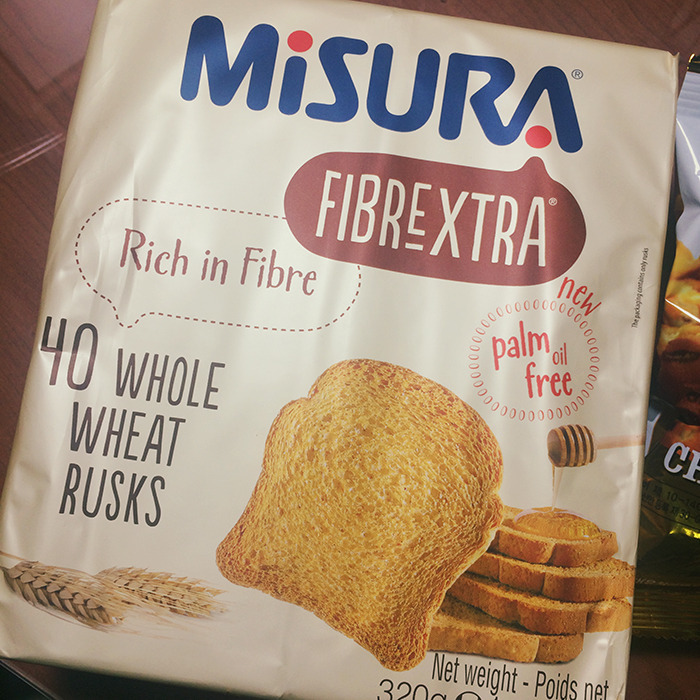 MiSURA®
FIBREXTRA®
Rich in Fibre
new
palm oil
free
40 WHOLE
WHEAT
RUSKS
The packaging contains only rusks
Net weight - Poids net
320g